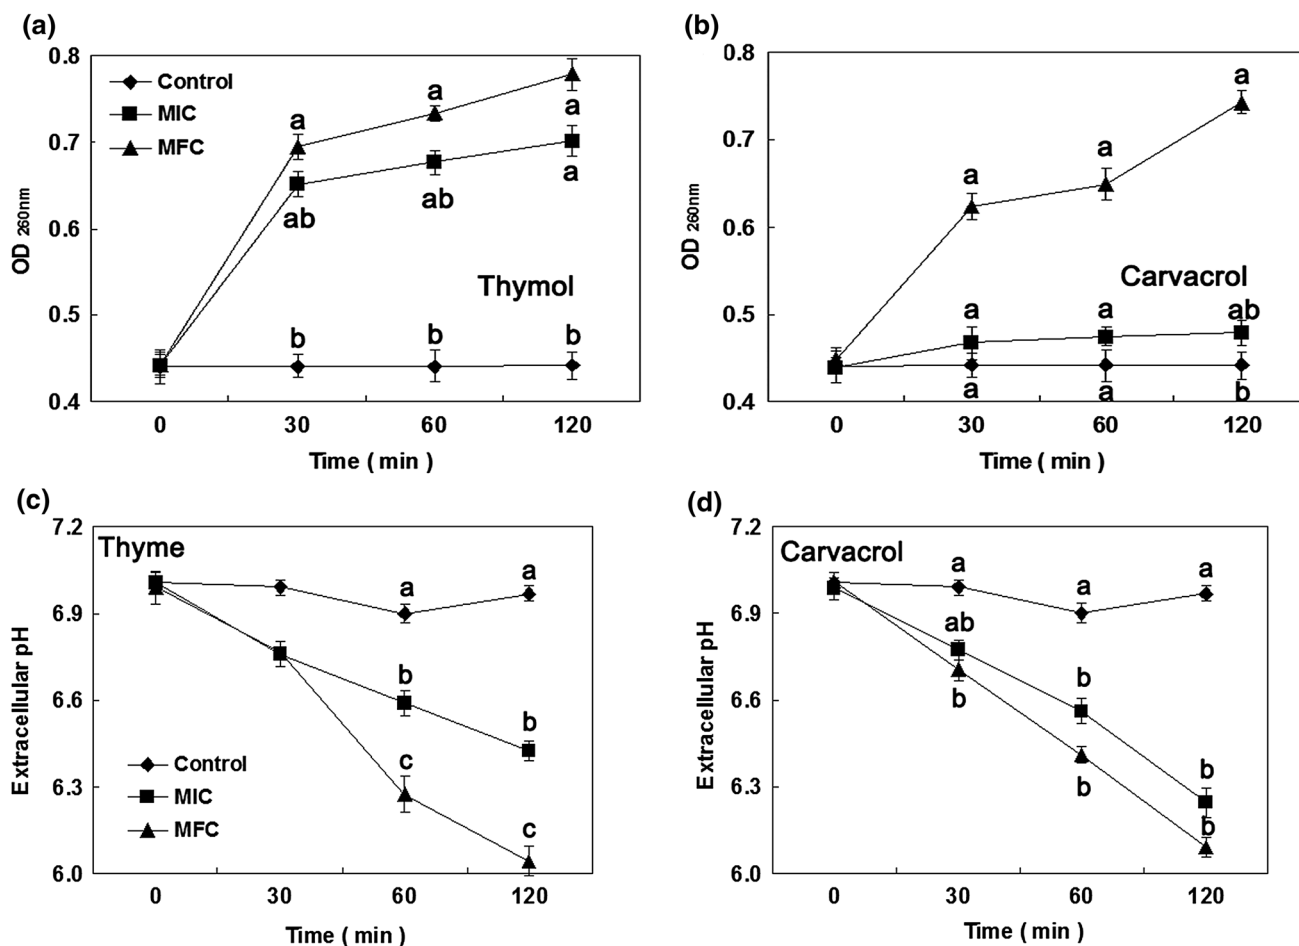 (a)
0.8
0.7
0.6
0.5
0.4
OD 260nm
Control
MIC
MFC
a
a
a
a
ab
ab
a
Thymol
b
b
b
0
30
60
120
Time ( min )
(b)
0.8
0.7
0.6
0.5
0.4
OD 260nm
a
a
a
Carvacrol
a
a
ab
a
a
b
0
30
60
120
Time ( min )
(c)
7.2
6.9
6.6
6.3
6.0
Extracellular pH
Thyme
a
a
b
b
c
c
Control
MIC
MFC
0
30
60
120
Time ( min )
(d)
7.2
6.9
6.6
6.3
6.0
Extracellular pH
Carvacrol
a
a
a
ab
b
b
b
b
b
0
30
60
120
Time ( min )